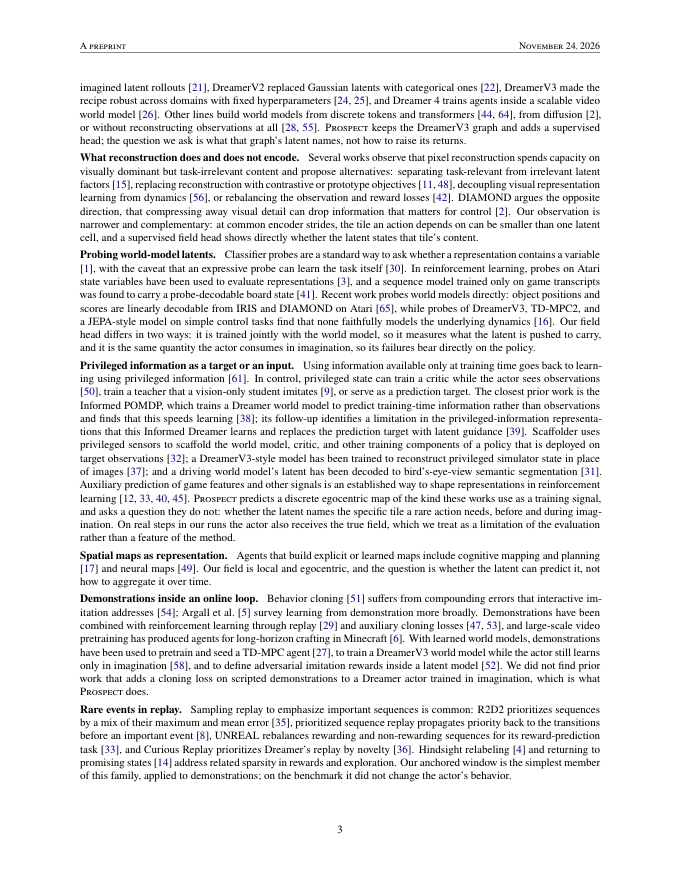 A PREPRINT
NOVEMBER 24, 2026
imagined latent rollouts [21], DreamerV2 replaced Gaussian latents with categorical ones [22], DreamerV3 made the
recipe robust across domains with fixed hyperparameters [24, 25], and Dreamer 4 trains agents inside a scalable video
world model [26]. Other lines build world models from discrete tokens and transformers [44, 64], from diffusion [2],
or without reconstructing observations at all [28, 55]. PROSPECT keeps the DreamerV3 graph and adds a supervised
head; the question we ask is what that graph's latent names, not how to raise its returns.
What reconstruction does and does not encode. Several works observe that pixel reconstruction spends capacity on
visually dominant but task-irrelevant content and propose alternatives: separating task-relevant from irrelevant latent
factors [15], replacing reconstruction with contrastive or prototype objectives [11, 48], decoupling visual representation
learning from dynamics [56], or rebalancing the observation and reward losses [42]. DIAMOND argues the opposite
direction, that compressing away visual detail can drop information that matters for control [2]. Our observation is
narrower and complementary: at common encoder strides, the tile an action depends on can be smaller than one latent
cell, and a supervised field head shows directly whether the latent states that tile's content.
Probing world-model latents. Classifier probes are a standard way to ask whether a representation contains a variable
[1], with the caveat that an expressive probe can learn the task itself [30]. In reinforcement learning, probes on Atari
state variables have been used to evaluate representations [3], and a sequence model trained only on game transcripts
was found to carry a probe-decodable board state [41]. Recent work probes world models directly: object positions and
scores are linearly decodable from IRIS and DIAMOND on Atari [65], while probes of DreamerV3, TD-MPC2, and
a JEPA-style model on simple control tasks find that none faithfully models the underlying dynamics [16]. Our field
head differs in two ways: it is trained jointly with the world model, so it measures what the latent is pushed to carry,
and it is the same quantity the actor consumes in imagination, so its failures bear directly on the policy.
Privileged information as a target or an input. Using information available only at training time goes back to learn-
ing using privileged information [61]. In control, privileged state can train a critic while the actor sees observations
[50], train a teacher that a vision-only student imitates [9], or serve as a prediction target. The closest prior work is the
Informed POMDP, which trains a Dreamer world model to predict training-time information rather than observations
and finds that this speeds learning [38]; its follow-up identifies a limitation in the privileged-information representa-
tions that this Informed Dreamer learns and replaces the prediction target with latent guidance [39]. Scaffolder uses
privileged sensors to scaffold the world model, critic, and other training components of a policy that is deployed on
target observations [32]; a DreamerV3-style model has been trained to reconstruct privileged simulator state in place
of images [37]; and a driving world model's latent has been decoded to bird's-eye-view semantic segmentation [31].
Auxiliary prediction of game features and other signals is an established way to shape representations in reinforcement
learning [12, 33, 40, 45]. PROSPECT predicts a discrete egocentric map of the kind these works use as a training signal,
and asks a question they do not: whether the latent names the specific tile a rare action needs, before and during imag-
ination. On real steps in our runs the actor also receives the true field, which we treat as a limitation of the evaluation
rather than a feature of the method.
Spatial maps as representation. Agents that build explicit or learned maps include cognitive mapping and planning
[17] and neural maps [49]. Our field is local and egocentric, and the question is whether the latent can predict it, not
how to aggregate it over time.
Demonstrations inside an online loop. Behavior cloning [51] suffers from compounding errors that interactive im-
itation addresses [54]; Argall et al. [5] survey learning from demonstration more broadly. Demonstrations have been
combined with reinforcement learning through replay [29] and auxiliary cloning losses [47, 53], and large-scale video
pretraining has produced agents for long-horizon crafting in Minecraft [6]. With learned world models, demonstrations
have been used to pretrain and seed a TD-MPC agent [27], to train a DreamerV3 world model while the actor still learns
only in imagination [58], and to define adversarial imitation rewards inside a latent model [52]. We did not find prior
work that adds a cloning loss on scripted demonstrations to a Dreamer actor trained in imagination, which is what
PROSPECT does.
Rare events in replay. Sampling replay to emphasize important sequences is common: R2D2 prioritizes sequences
by a mix of their maximum and mean error [35], prioritized sequence replay propagates priority back to the transitions
before an important event [8], UNREAL rebalances rewarding and non-rewarding sequences for its reward-prediction
task [33], and Curious Replay prioritizes Dreamer's replay by novelty [36]. Hindsight relabeling [4] and returning to
promising states [14] address related sparsity in rewards and exploration. Our anchored window is the simplest member
of this family, applied to demonstrations; on the benchmark it did not change the actor's behavior.
3